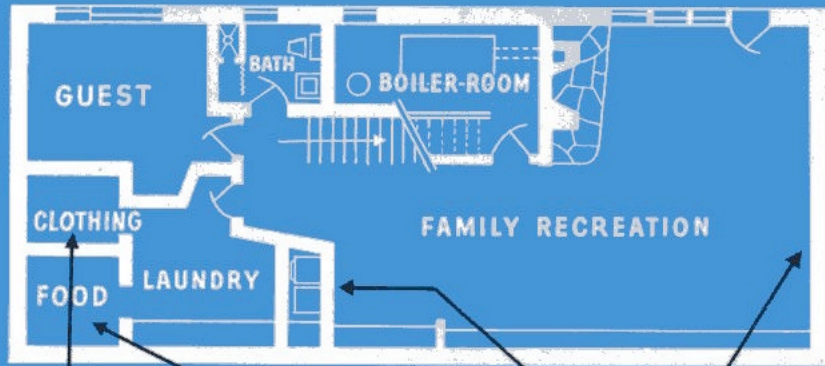 BATH
GUEST
BOILER-ROOM
CLOTHING
FAMILY RECREATION
LAUNDRY
FOOD